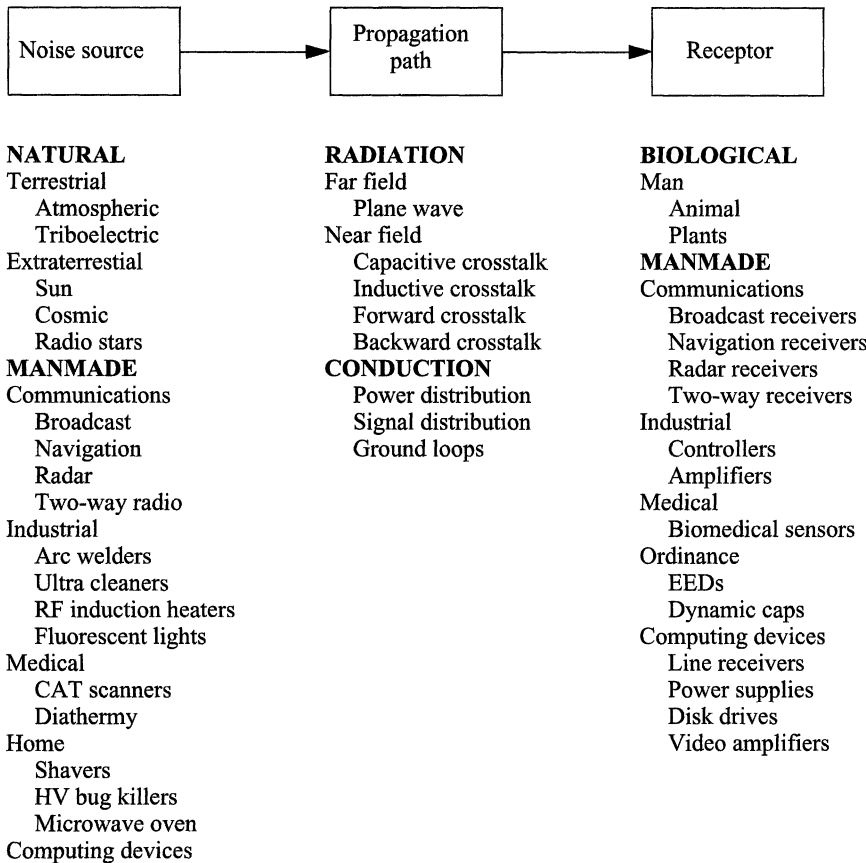 Noise source
Propagation
path
Receptor
NATURAL
Terrestrial
Atmospheric
Triboelectric
Extraterrestial
Sun
Cosmic
Radio stars
MANMADE
Communications
Broadcast
Navigation
Radar
Two-way radio
Industrial
Arc welders
Ultra cleaners
RF induction heaters
Fluorescent lights
Medical
CAT scanners
Diathermy
Home
Shavers
HV bug killers
Microwave oven
Computing devices
RADIATION
Far field
Plane wave
Near field
Capacitive crosstalk
Inductive crosstalk
Forward crosstalk
Backward crosstalk
CONDUCTION
Power distribution
Signal distribution
Ground loops
BIOLOGICAL
Man
Animal
Plants
MANMADE
Communications
Broadcast receivers
Navigation receivers
Radar receivers
Two-way receivers
Industrial
Controllers
Amplifiers
Medical
Biomedical sensors
Ordinance
EEDs
Dynamic caps
Computing devices
Line receivers
Power supplies
Disk drives
Video amplifiers